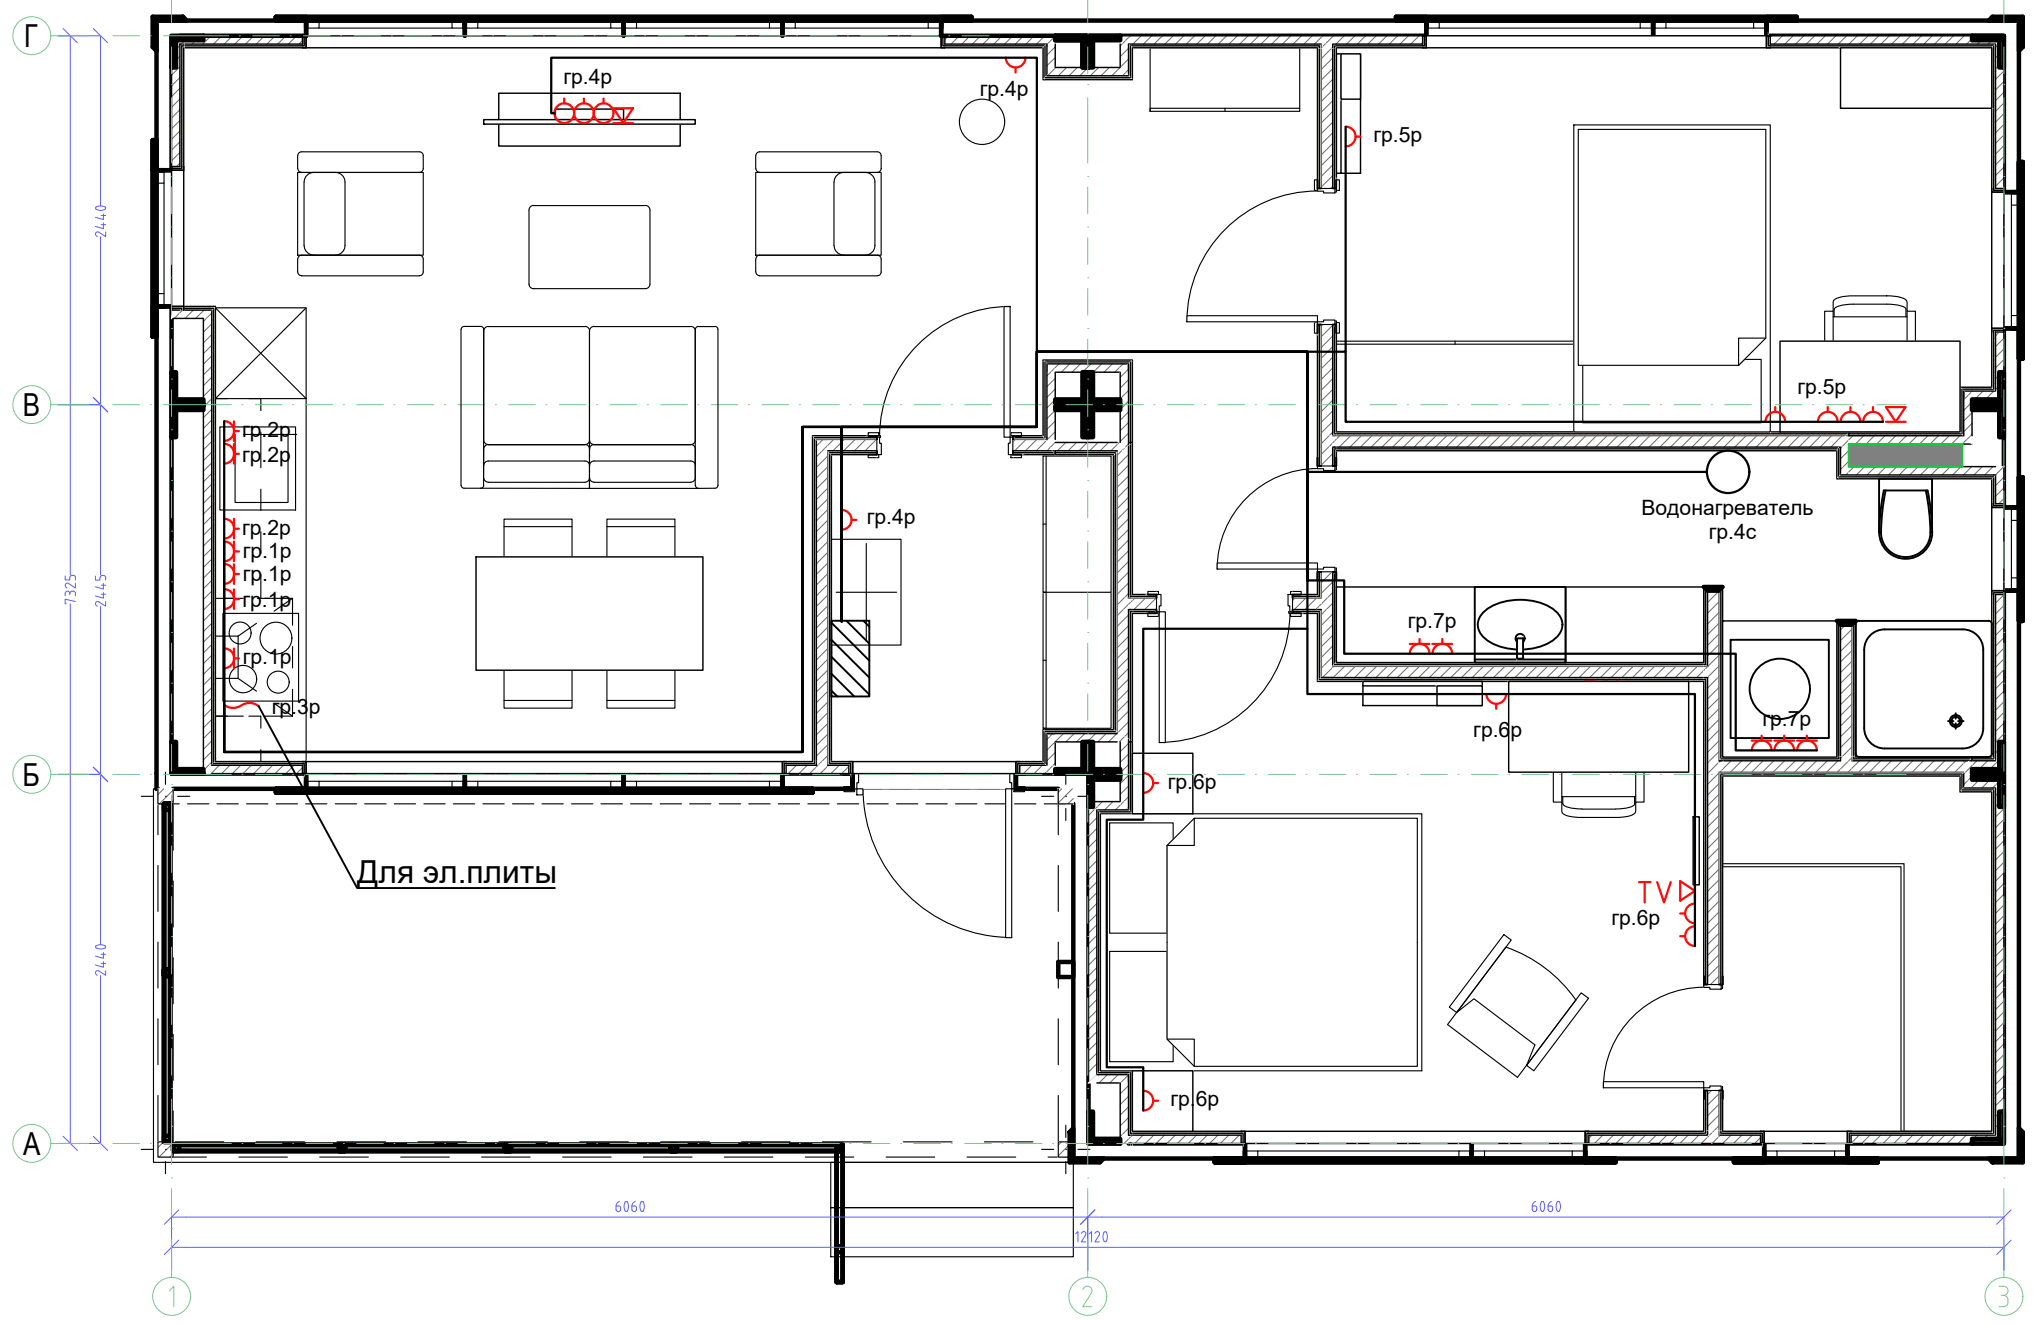 Г
гр.4р
гр.4р
гр.5р
2440
В
гр.5р
гр.2р
гр.2р
гр.4р
Водонагреватель
гр.4с
гр.2р
гр.1р
гр.1р
гр.1р
7325
2445
гр.7р
гр.1р
гр.3р
гр.6р
гр.7р
Б
гр.6р
Для эл.плиты
TV
гр.6р
2440
гр.6р
А
6060
6060
12120
1
2
3